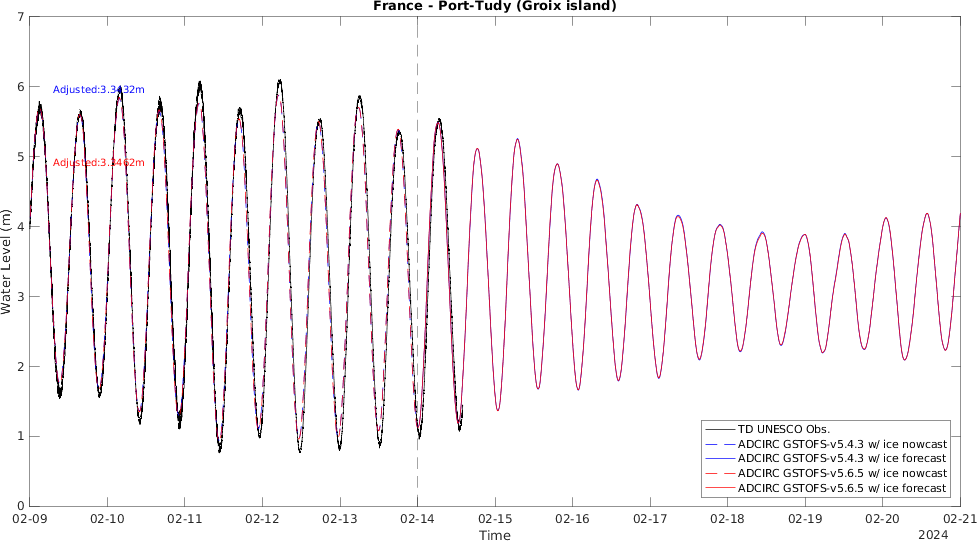 France - Port-Tudy (Groix island)
7
6
5
4
3
2
1
0
Water Level (m)
Adjusted:3.3432m
Adjusted:3.3462m
TD UNESCO Obs.
ADCIRC GSTOFS-v5.4.3 w/ ice nowcast
ADCIRC GSTOFS-v5.4.3 w/ ice forecast
ADCIRC GSTOFS-v5.6.5 w/ ice nowcast
ADCIRC GSTOFS-v5.6.5 w/ ice forecast
02-09 02-10 02-11 02-12 02-13 02-14 02-15 02-16 02-17 02-18 02-19 02-20 02-21
Time
2024